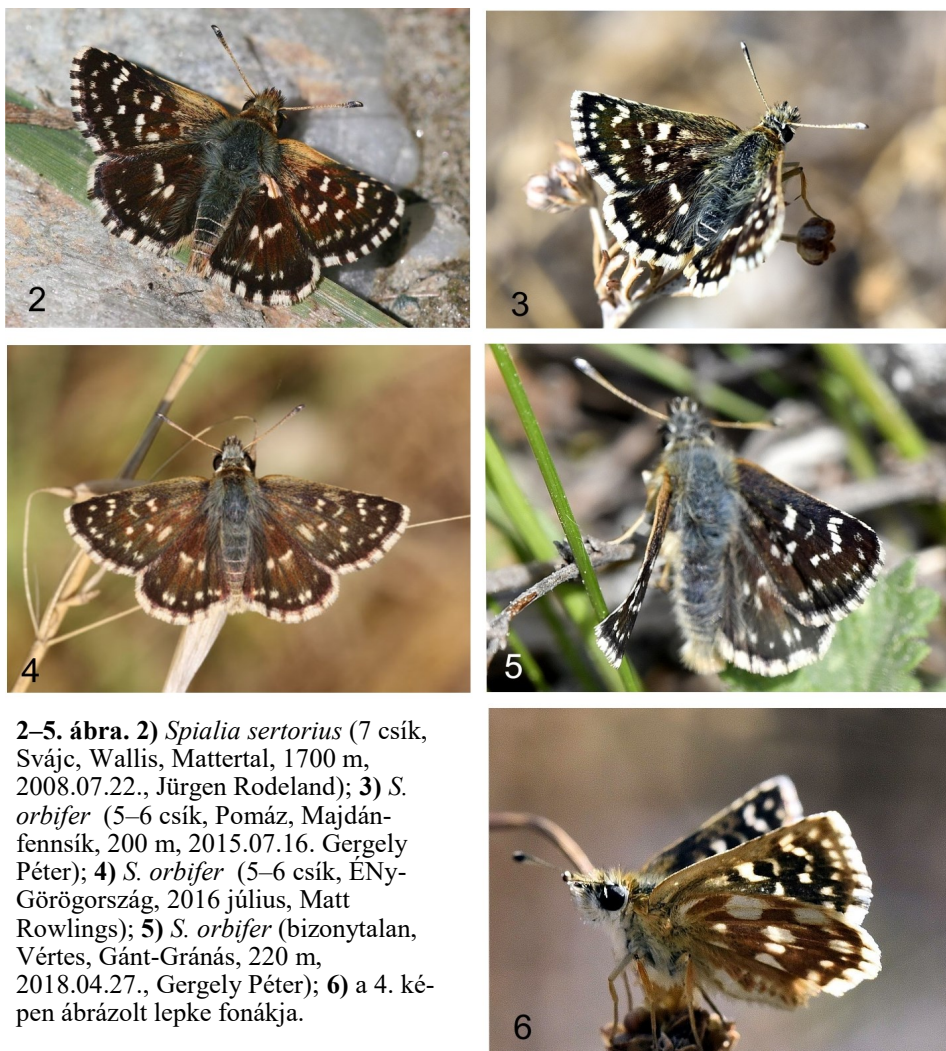 2
3
4
5
2–5. ábra. 2) Spialia sertorius (7 csík,
Svájc, Wallis, Mattertal, 1700 m,
2008.07.22., Jürgen Rodeland); 3) S.
orbifer (5–6 csík, Pomáz, Majdán-
fennsík, 200 m, 2015.07.16. Gergely
Péter); 4) S. orbifer (5–6 csík, ÉNy-
Görögország, 2016 július, Matt
Rowlings); 5) S. orbifer (bizonytalan,
Vértes, Gánt-Gránás, 220 m,
2018.04.27., Gergely Péter); 6) a 4. ké-
pen ábrázolt lepke fonákja.
6